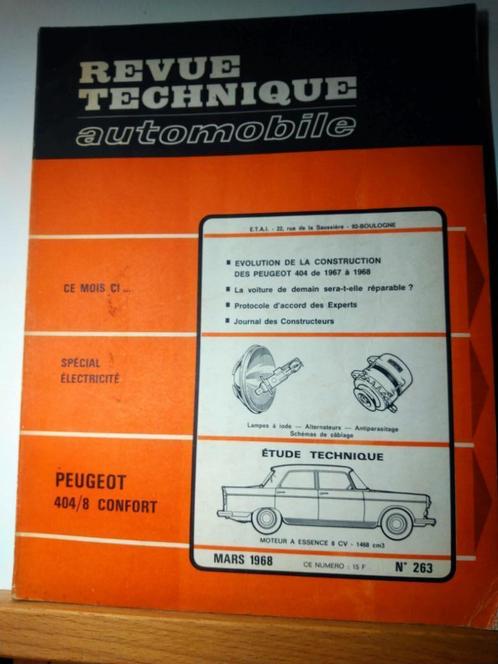 REVUE
TECHNIQUE
automobile
E.T.A.I. - 22, rue de la Saussière - 92-BOULOGNE
■ EVOLUTION DE LA CONSTRUCTION
DES PEUGEOT 404 de 1967 à 1968
■ La voiture de demain sera-t-elle réparable ?
■ Protocole d'accord des Experts
■ Journal des Constructeurs
CE MOIS CI ...
SPÉCIAL
ÉLECTRICITÉ
Lampes à iode — Alternateurs — Antiparasitage
Schémas de câblage
PEUGEOT
404/8 CONFORT
ÉTUDE TECHNIQUE
MOTEUR A ESSENCE 8 CV - 1468 cm3
MARS 1968 CE NUMERO : 15 F N° 263